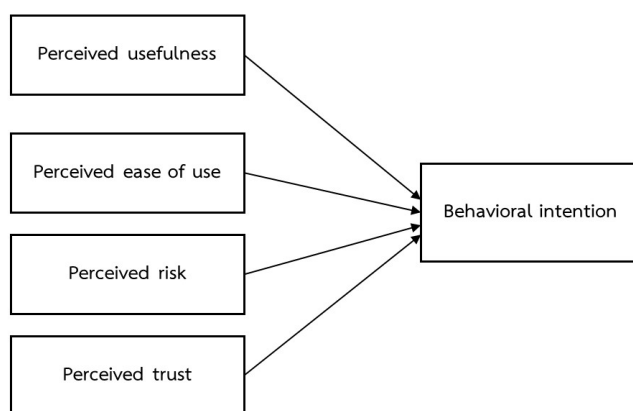 Perceived usefulness
Perceived ease of use
Behavioral intention
Perceived risk
Perceived trust